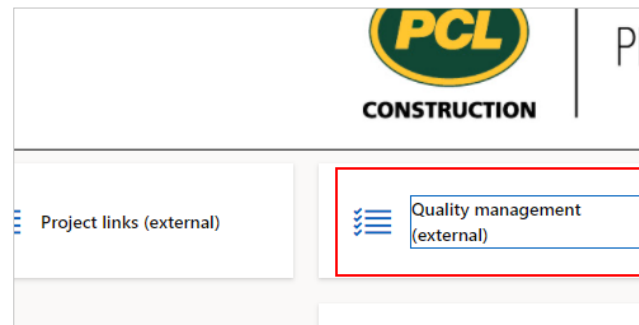 PCL
CONSTRUCTION
Project links (external)
Quality management
(external)